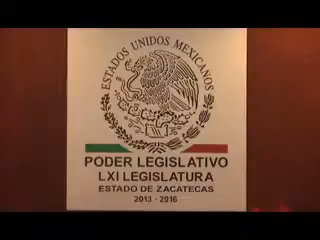 ESTADOS UNIDOS MEXICANOS
PODER LEGISLATIVO
LXI LEGISLATURA
ESTADO DE ZACATECAS
2013 - 2016